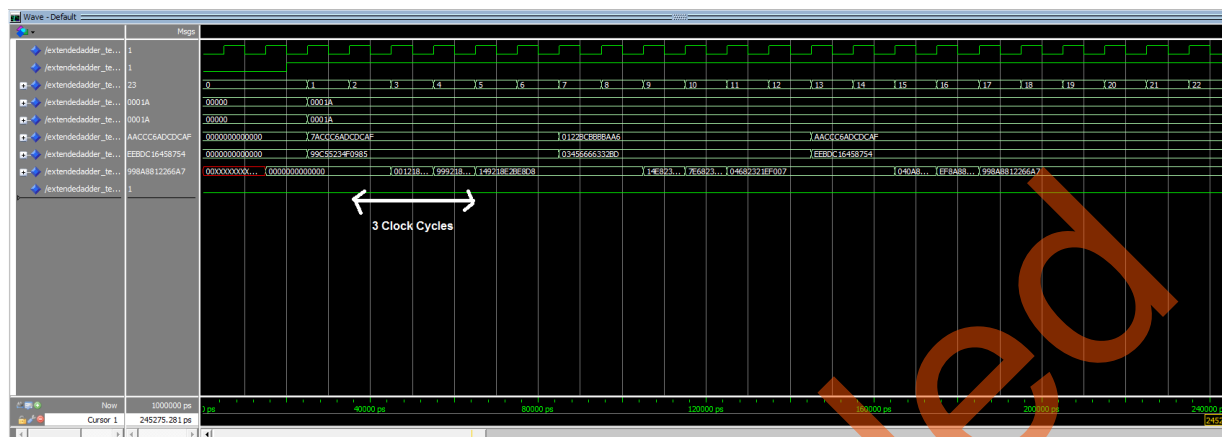 Wave - Default
Msgs
/extendedadder_te... 1
/extendedadder_te... 1
/extendedadder_te... 23 0 1 2 3 4 5 6 7 8 9 10 11 12 13 14 15 16 17 18 19 20 21 22
/extendedadder_te... 0001A 00000 0001A
/extendedadder_te... 0001A 00000 0001A
/extendedadder_te... AACCC6ADCDCAF 0000000000000 7ACCC6ADCDCAF 0122BCBBBBAA6 AACCC6ADCDCAF
/extendedadder_te... EEBDC16458754 0000000000000 99C55234F0985 03456666332BD EEBDC16458754
/extendedadder_te... 998A8812266A7 00XXXXXXXX... 0000000000000 001218... 999218... 149218E2BE8D8 14E823... 7E6823... 04682321EF007 040A8... EF8A88... 998A8812266A7
/extendedadder_te... 1
3 Clock Cycles
Now 1000000 ps ps 40000 ps 80000 ps 120000 ps 160000 ps 200000 ps 240000 p
Cursor 1 245275.281 ps 2452
led